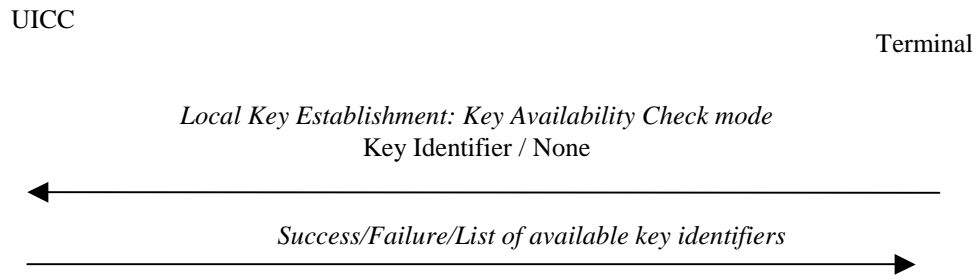 UICC
Terminal
Local Key Establishment: Key Availability Check mode
Key Identifier / None
Success/Failure/List of available key identifiers